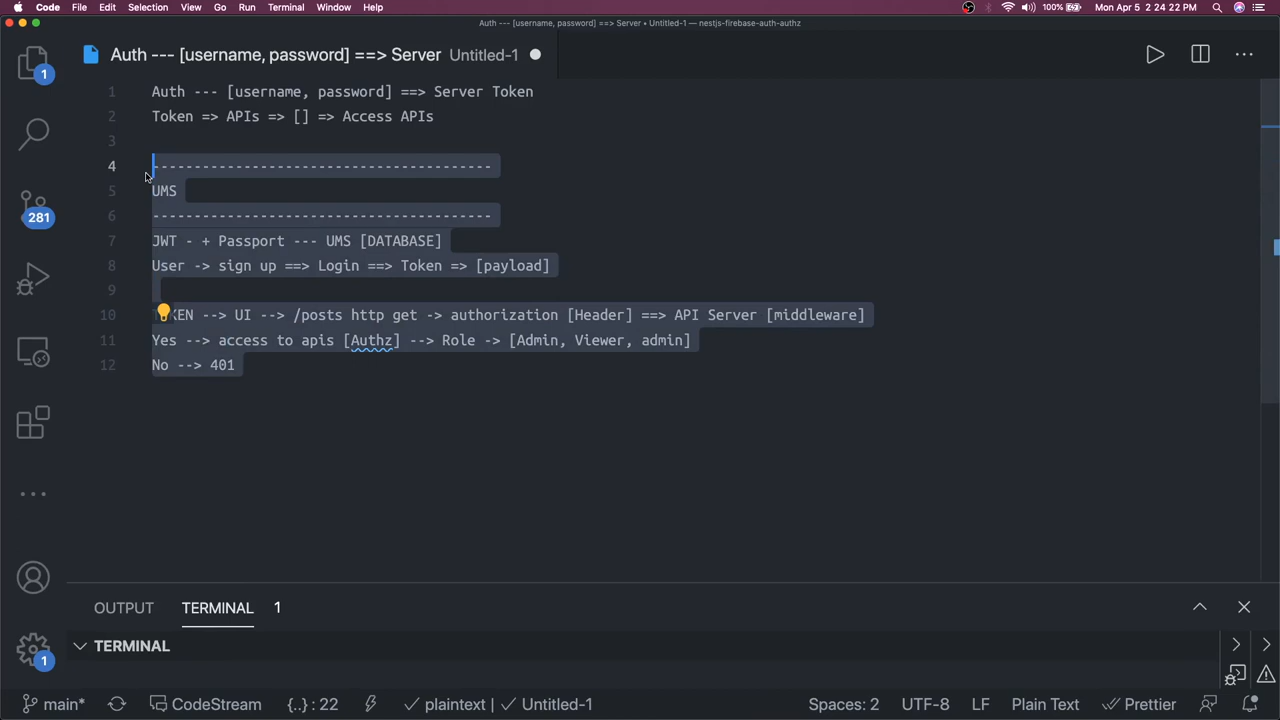 Code File Edit Selection View Go Run Terminal Window Help 100% Mon Apr 5 2:24:22 PM
Auth --- [username, password] ==> Server • Untitled-1 — nestjs-firebase-auth-authz
Auth --- [username, password] ==> Server Untitled-1
1 Auth --- [username, password] ==> Server Token
2 Token => APIs => [] => Access APIs
3
4 -----------------------------------------
5 UMS
6 -----------------------------------------
7 JWT - + Passport --- UMS [DATABASE]
8 User -> sign up ==> Login ==> Token => [payload]
9
10 KEN --> UI --> /posts http get -> authorization [Header] ==> API Server [middleware]
11 Yes --> access to apis [Authz] --> Role -> [Admin, Viewer, admin]
12 No --> 401
1
281
1
OUTPUT TERMINAL 1
TERMINAL
main* CodeStream {..} : 22 plaintext | Untitled-1 Spaces: 2 UTF-8 LF Plain Text Prettier